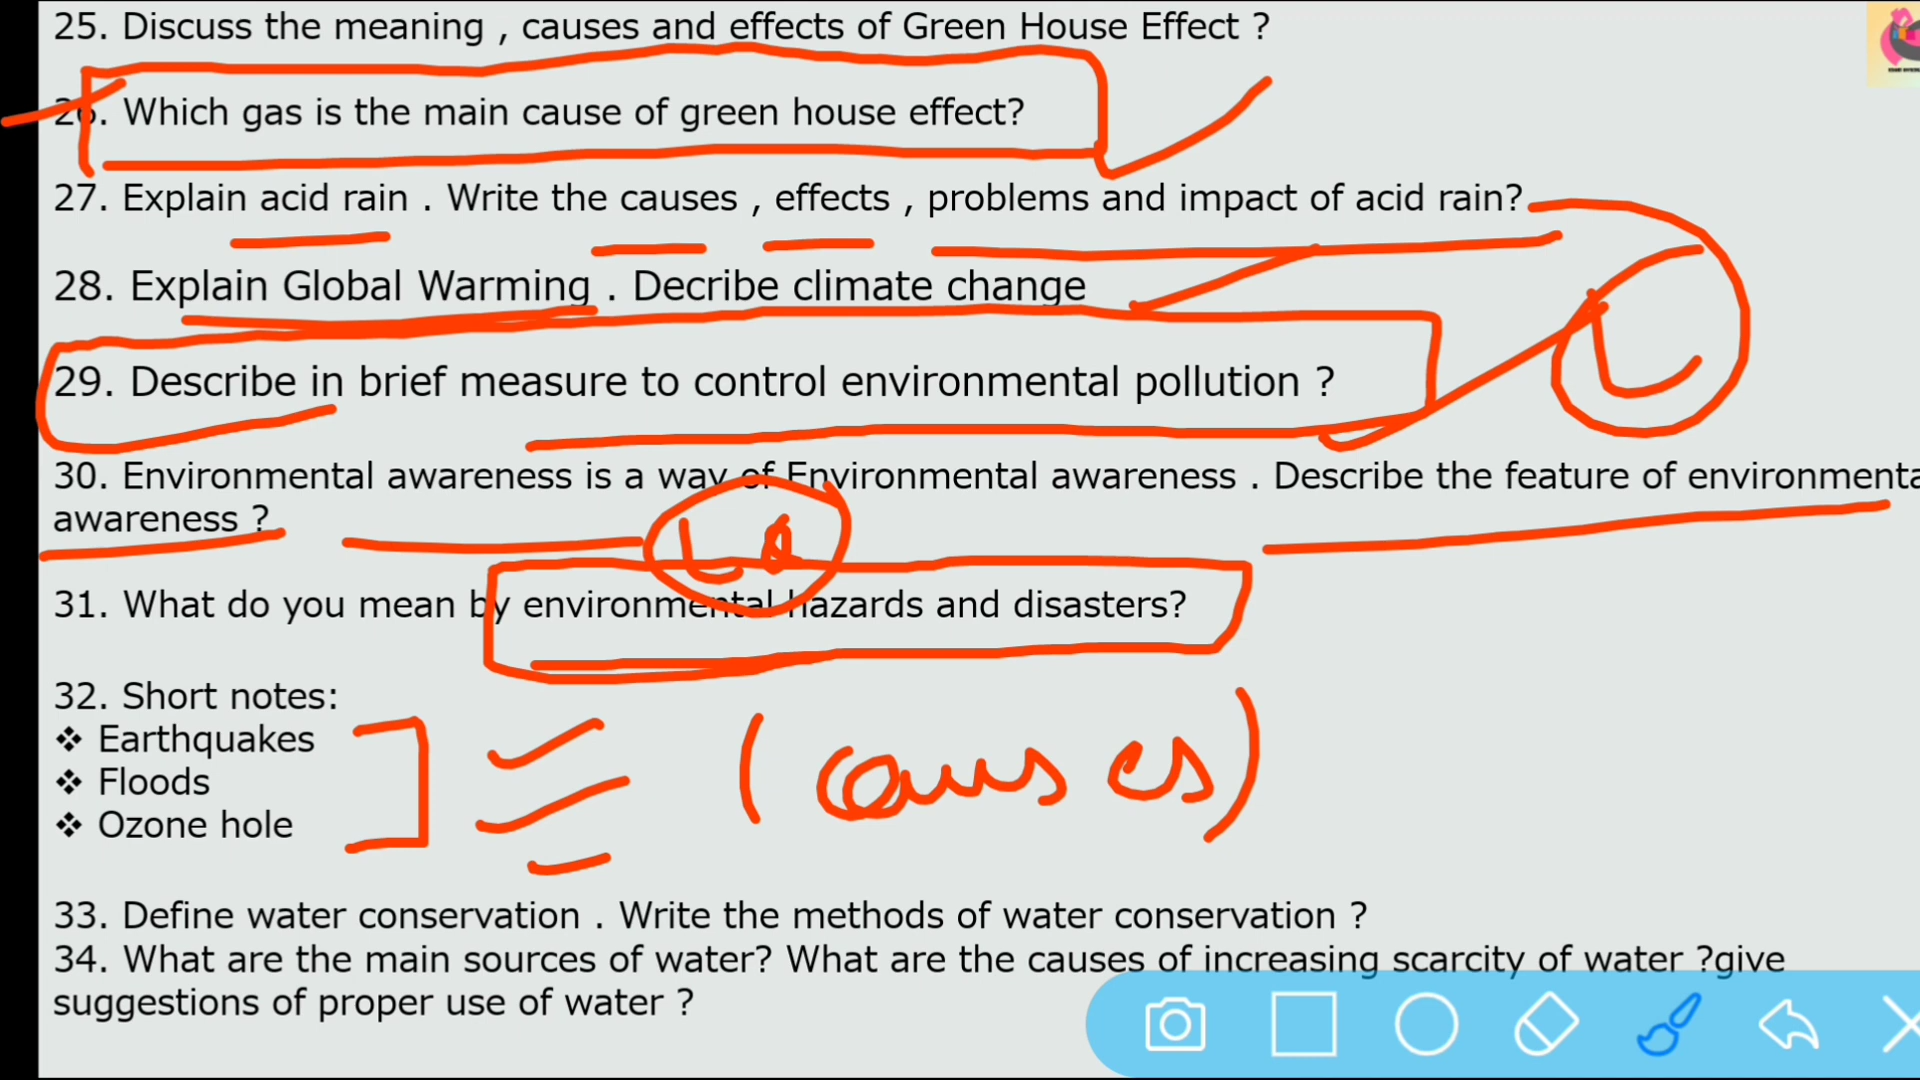 25. Discuss the meaning , causes and effects of Green House Effect ?
26. Which gas is the main cause of green house effect?
27. Explain acid rain . Write the causes , effects , problems and impact of acid rain?
28. Explain Global Warming . Decribe climate change
L
29. Describe in brief measure to control environmental pollution ?
30. Environmental awareness is a way of Environmental awareness . Describe the feature of environmenta
awareness ?
LQ
31. What do you mean by environmental hazards and disasters?
32. Short notes:
❖ Earthquakes
❖ Floods
(causes)
❖ Ozone hole
33. Define water conservation . Write the methods of water conservation ?
34. What are the main sources of water? What are the causes of increasing scarcity of water ?give
suggestions of proper use of water ?